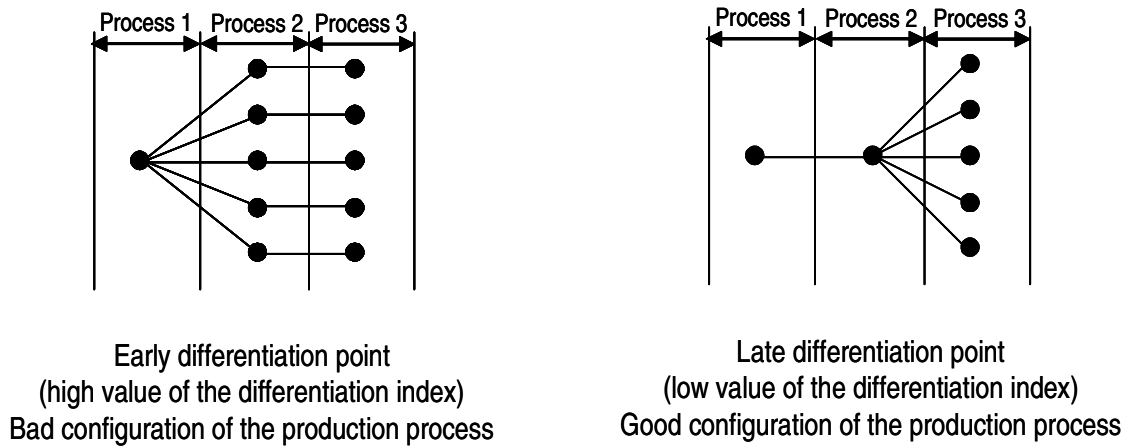 Process 1 Process 2 Process 3
Early differentiation point
(high value of the differentiation index)
Bad configuration of the production process
Process 1 Process 2 Process 3
Late differentiation point
(low value of the differentiation index)
Good configuration of the production process